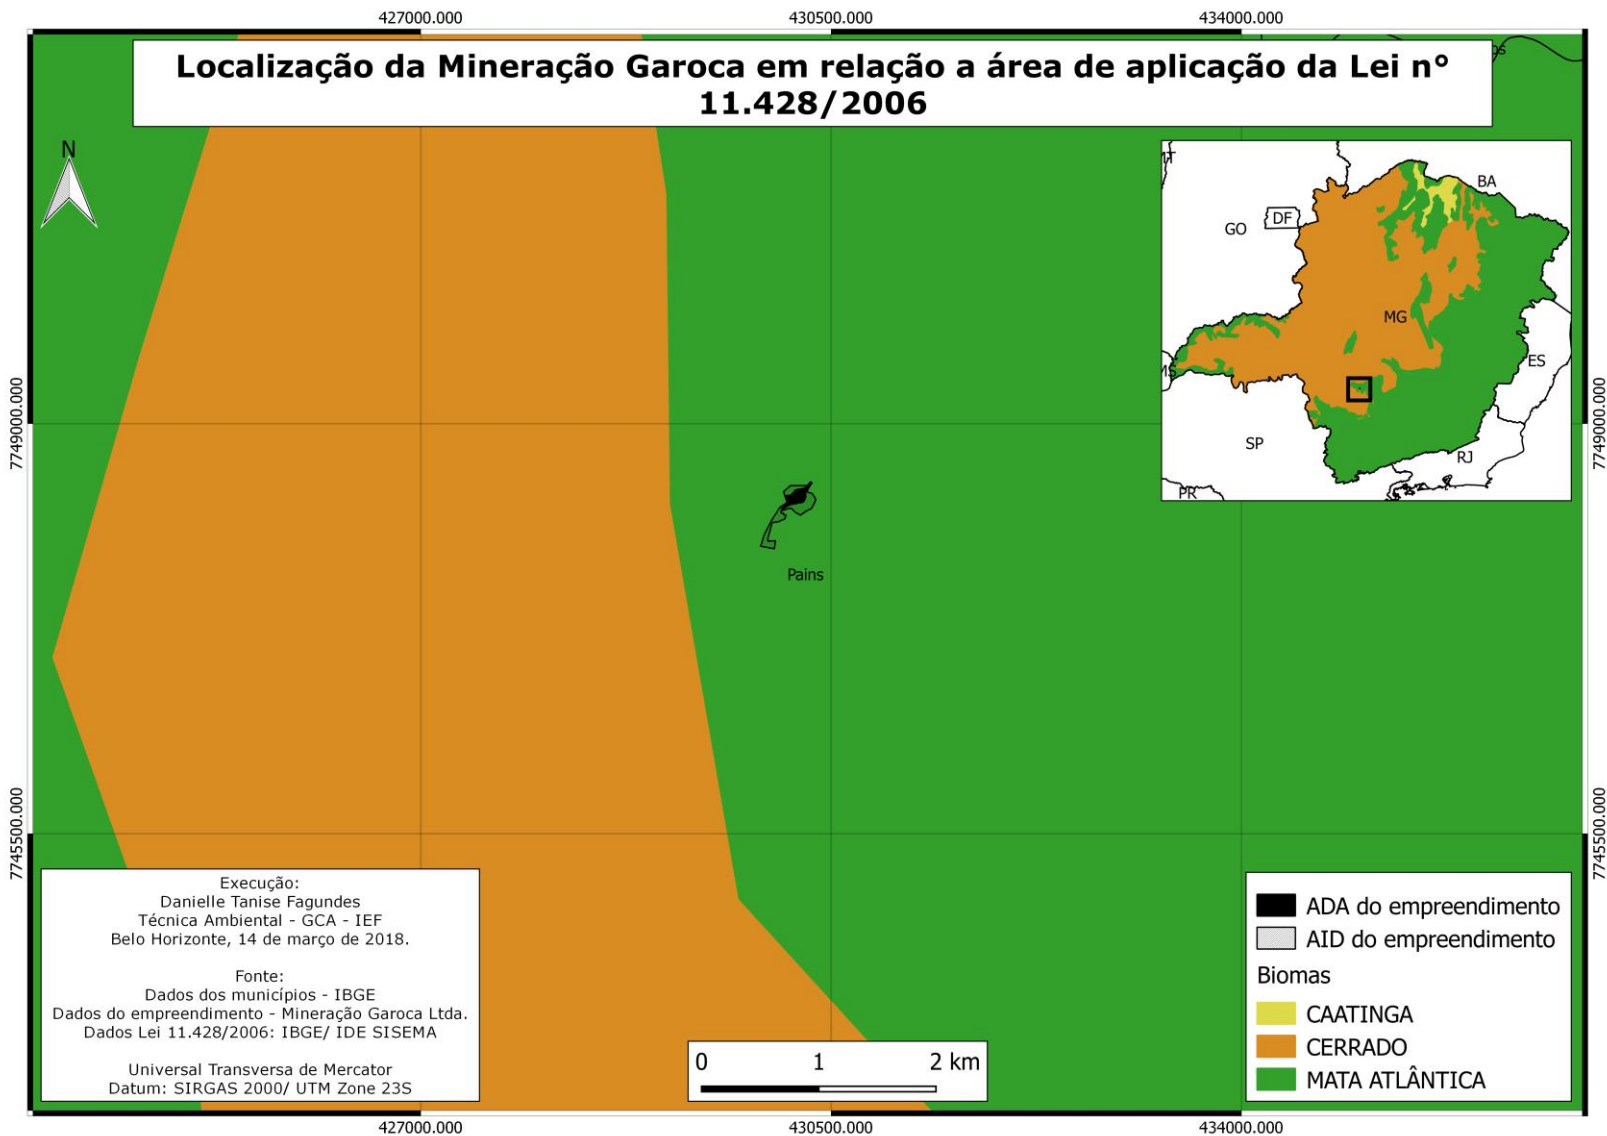 427000.000
430500.000
434000.000
Localização da Mineração Garoca em relação a área de aplicação da Lei n°
11.428/2006
N
BA
DF
GO
MG
ES
MS
SP
RJ
PR
7749000.000
7749000.000
Pains
7745500.000
7745500.000
Execução:
Danielle Tanise Fagundes
Técnica Ambiental - GCA - IEF
Belo Horizonte, 14 de março de 2018.
Fonte:
Dados dos municípios - IBGE
Dados do empreendimento - Mineração Garoca Ltda.
Dados Lei 11.428/2006: IBGE/ IDE SISEMA
Universal Transversa de Mercator
Datum: SIRGAS 2000/ UTM Zone 23S
0 1 2 km
ADA do empreendimento
AID do empreendimento
Biomas
CAATINGA
CERRADO
MATA ATLÂNTICA
427000.000
430500.000
434000.000